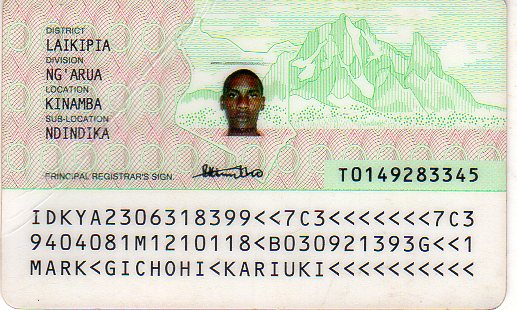 DISTRICT
LAIKIPIA
DIVISION
NG'ARUA
LOCATION
KINAMBA
SUB-LOCATION
NDINDIKA
PRINCIPAL REGISTRAR'S SIGN.
T0149283345
IDKYA2306318399<<7C3<<<<<<<7C3
9404081M1210118<B030921393G<<1
MARK<GICHOHI<KARIUKI<<<<<<<<<<